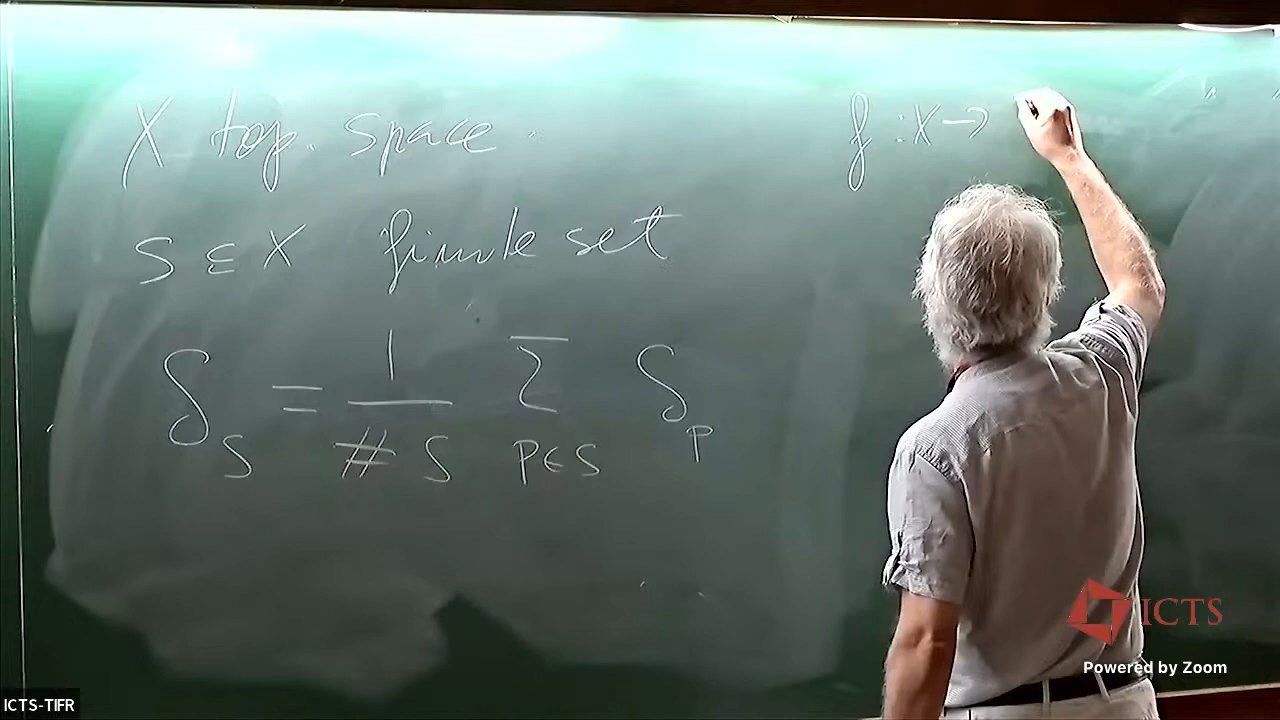 X top. space.
S ∈ X finite set
δ_S = 1/#S Σ_{P∈S} δ_P
f : X →
ICTS
Powered by Zoom
ICTS-TIFR